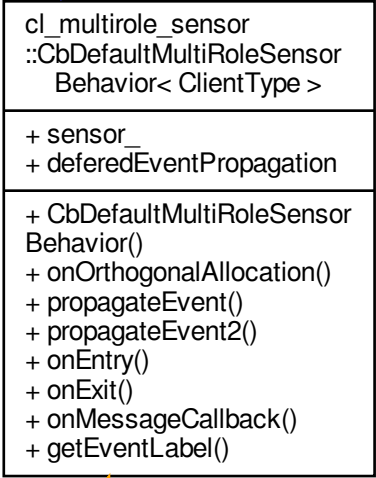 cl_multirole_sensor
::CbDefaultMultiRoleSensor
Behavior< ClientType >
+ sensor_
+ deferedEventPropagation
+ CbDefaultMultiRoleSensor
Behavior()
+ onOrthogonalAllocation()
+ propagateEvent()
+ propagateEvent2()
+ onEntry()
+ onExit()
+ onMessageCallback()
+ getEventLabel()